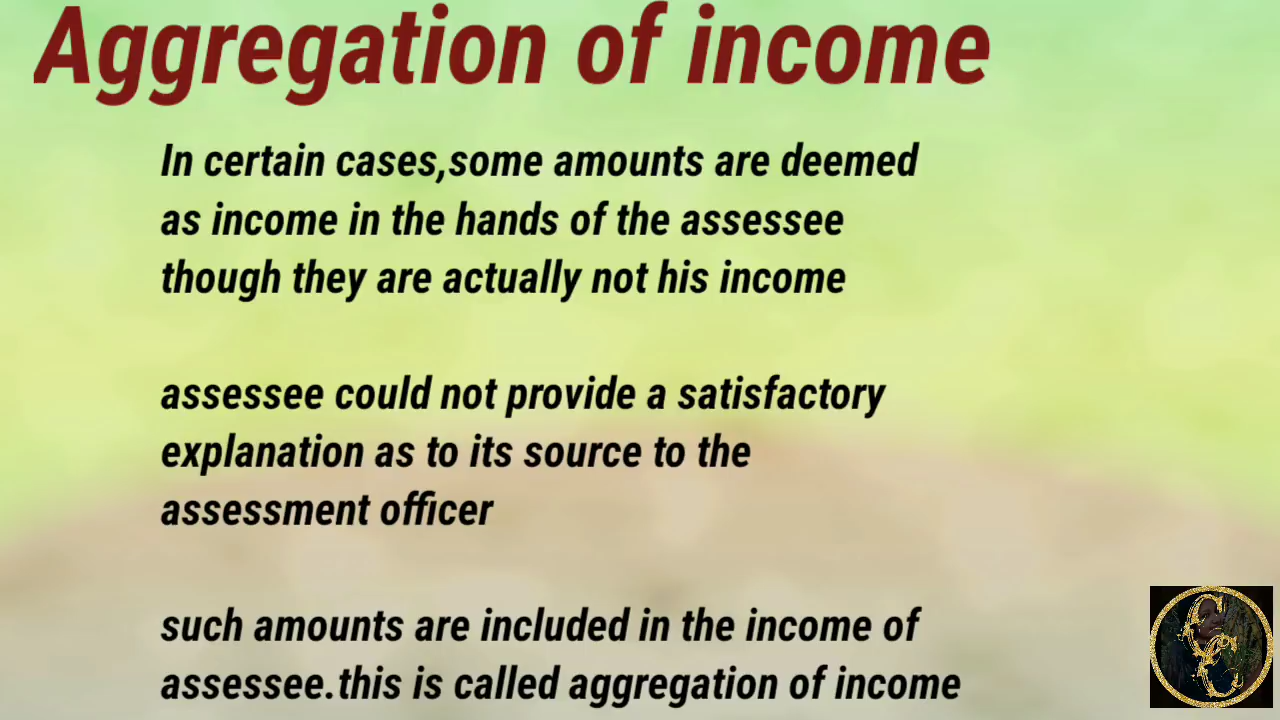 Aggregation of income
In certain cases,some amounts are deemed
as income in the hands of the assessee
though they are actually not his income
assessee could not provide a satisfactory
explanation as to its source to the
assessment officer
such amounts are included in the income of
assessee.this is called aggregation of income